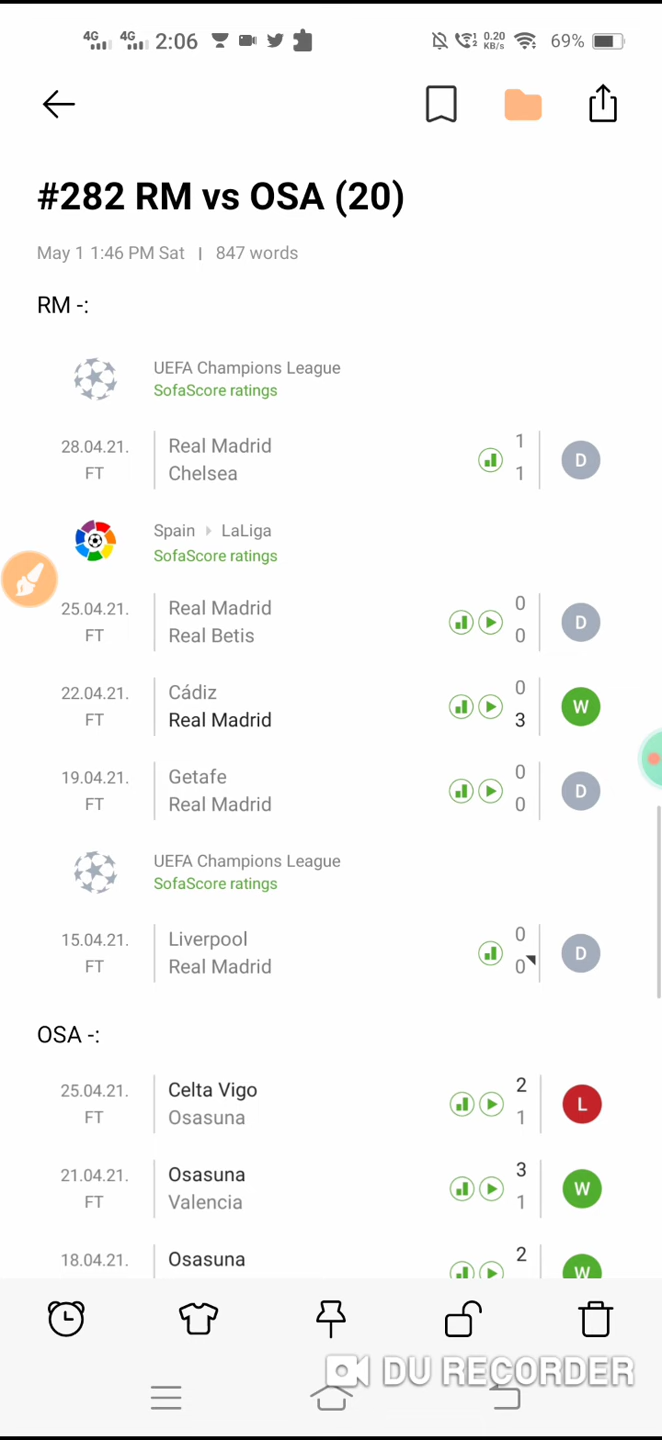 4G 4G 2:06 0.20 KB/s 69%
#282 RM vs OSA (20)
May 1 1:46 PM Sat | 847 words
RM -:
UEFA Champions League
SofaScore ratings
28.04.21. Real Madrid 1
FT Chelsea 1 D
Spain LaLiga
SofaScore ratings
25.04.21. Real Madrid 0
FT Real Betis 0 D
22.04.21. Cádiz 0
FT Real Madrid 3 W
19.04.21. Getafe 0
FT Real Madrid 0 D
UEFA Champions League
SofaScore ratings
15.04.21. Liverpool 0
FT Real Madrid 0 D
OSA -:
25.04.21. Celta Vigo 2
FT Osasuna 1 L
21.04.21. Osasuna 3
FT Valencia 1 W
18.04.21. Osasuna 2
W
DU RECORDER